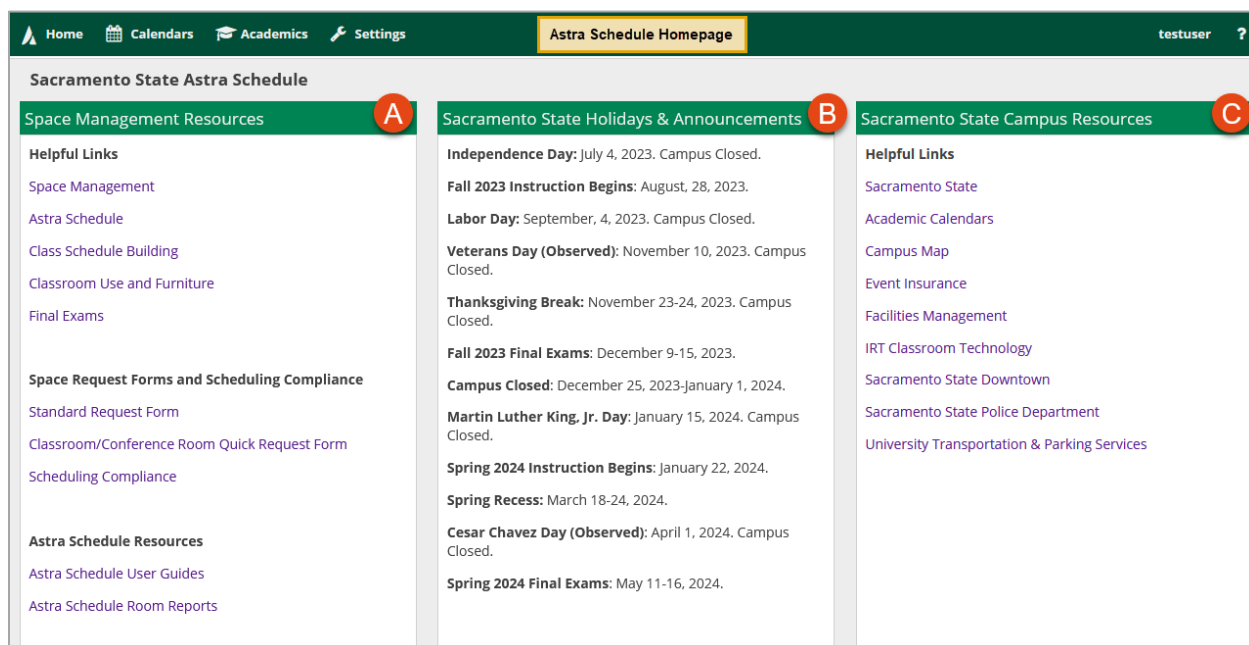 Home Calendars Academics Settings Astra Schedule Homepage testuser ?
Sacramento State Astra Schedule
Space Management Resources A
Helpful Links
Space Management
Astra Schedule
Class Schedule Building
Classroom Use and Furniture
Final Exams
Space Request Forms and Scheduling Compliance
Standard Request Form
Classroom/Conference Room Quick Request Form
Scheduling Compliance
Astra Schedule Resources
Astra Schedule User Guides
Astra Schedule Room Reports
Sacramento State Holidays & Announcements B
Independence Day: July 4, 2023. Campus Closed.
Fall 2023 Instruction Begins: August, 28, 2023.
Labor Day: September, 4, 2023. Campus Closed.
Veterans Day (Observed): November 10, 2023. Campus
Closed.
Thanksgiving Break: November 23-24, 2023. Campus
Closed.
Fall 2023 Final Exams: December 9-15, 2023.
Campus Closed: December 25, 2023-January 1, 2024.
Martin Luther King, Jr. Day: January 15, 2024. Campus
Closed.
Spring 2024 Instruction Begins: January 22, 2024.
Spring Recess: March 18-24, 2024.
Cesar Chavez Day (Observed): April 1, 2024. Campus
Closed.
Spring 2024 Final Exams: May 11-16, 2024.
Sacramento State Campus Resources C
Helpful Links
Sacramento State
Academic Calendars
Campus Map
Event Insurance
Facilities Management
IRT Classroom Technology
Sacramento State Downtown
Sacramento State Police Department
University Transportation & Parking Services